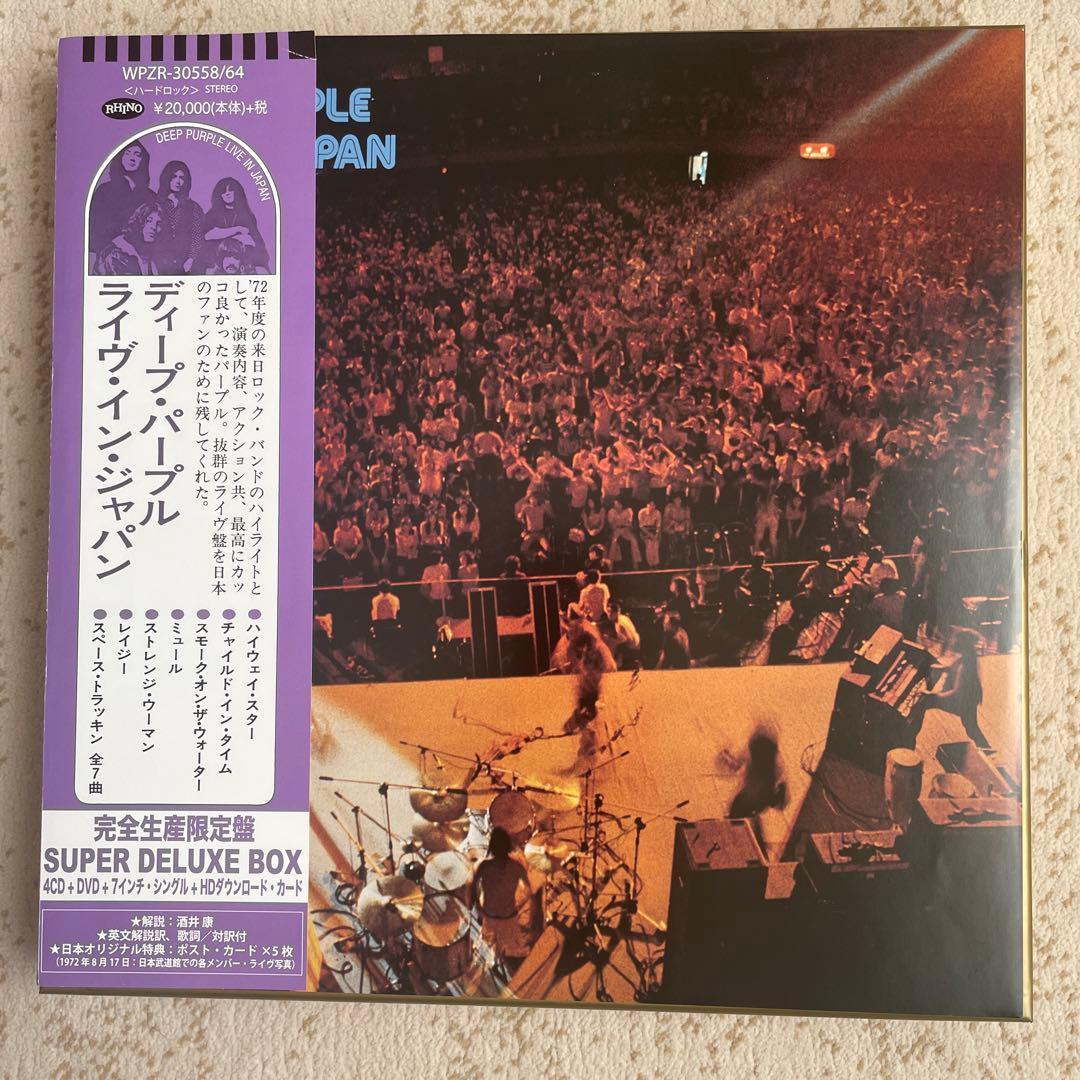 WPZR-30558/64
<ハードロック> STEREO
RHINO ¥20,000(本体)+税
DEEP PURPLE LIVE IN JAPAN
'72年度の来日ロック・バンドのハイライトと
して、演奏内容、アクション共、最高にカッ
コ良かったパープル。抜群のライヴ盤を日本
のファンのために残してくれた。
ディープ・パープル
ライヴ・イン・ジャパン
●ハイウェイ・スター
●チャイルド・イン・タイム
●スモーク・オン・ザ・ウォーター
●ミュール
●ストレンジ・ウーマン
●レイジー
●スペース・トラッキン 全7曲
完全生産限定盤
SUPER DELUXE BOX
4CD+DVD+7インチ・シングル+HDダウンロード・カード
★解説:酒井 康
★英文解説訳、歌詞/対訳付
★日本オリジナル特典:ポスト・カード×5枚
(1972年8月17日:日本武道館での各メンバー・ライヴ写真)
PLE
PAN